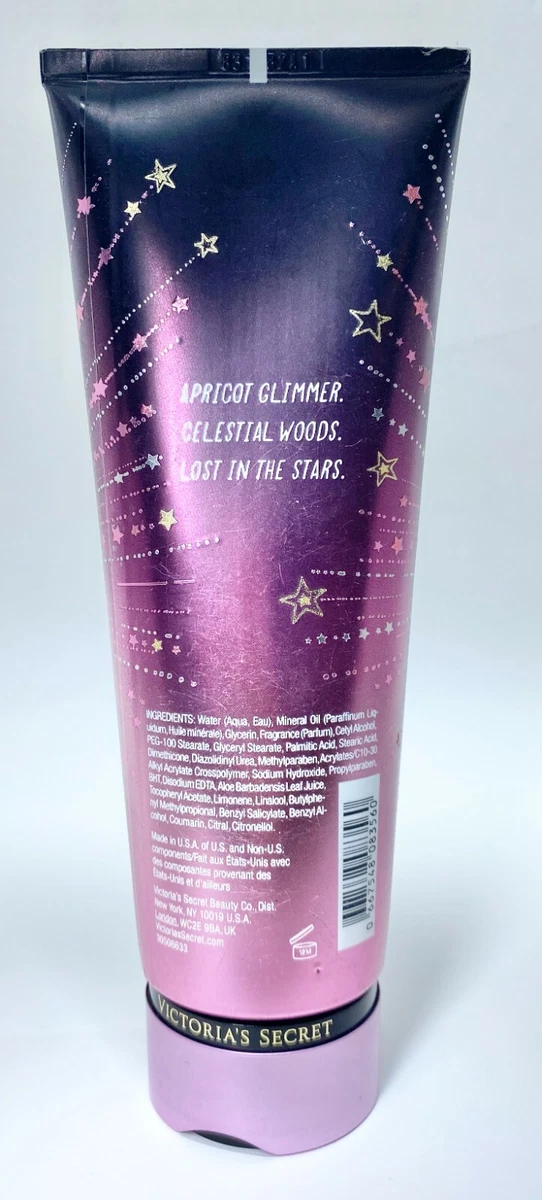 APRICOT GLIMMER.
CELESTIAL WOODS.
LOST IN THE STARS.
INGREDIENTS: Water (Aqua, Eau), Mineral Oil (Paraffinum Liq-
uidum, Huile minérale), Glycerin, Fragrance (Parfum), Cetyl Alcohol,
PEG-100 Stearate, Glyceryl Stearate, Palmitic Acid, Stearic Acid,
Dimethicone, Diazolidinyl Urea, Methylparaben, Acrylates/C10-30
Alkyl Acrylate Crosspolymer, Sodium Hydroxide, Propylparaben,
BHT, Disodium EDTA, Aloe Barbadensis Leaf Juice,
Tocopheryl Acetate, Limonene, Linalool, Butylphe-
nyl Methylpropional, Benzyl Salicylate, Benzyl Al-
cohol, Coumarin, Citral, Citronellol.
Made in U.S.A. of U.S. and Non-U.S.
components/Fait aux États-Unis avec
des composantes provenant des
États-Unis et d'ailleurs
Victoria's Secret Beauty Co., Dist.
New York, NY 10019 U.S.A.
London, WC2E 9BA, UK
VictoriasSecret.com
18M
0 667548 083560
VICTORIA'S SECRET